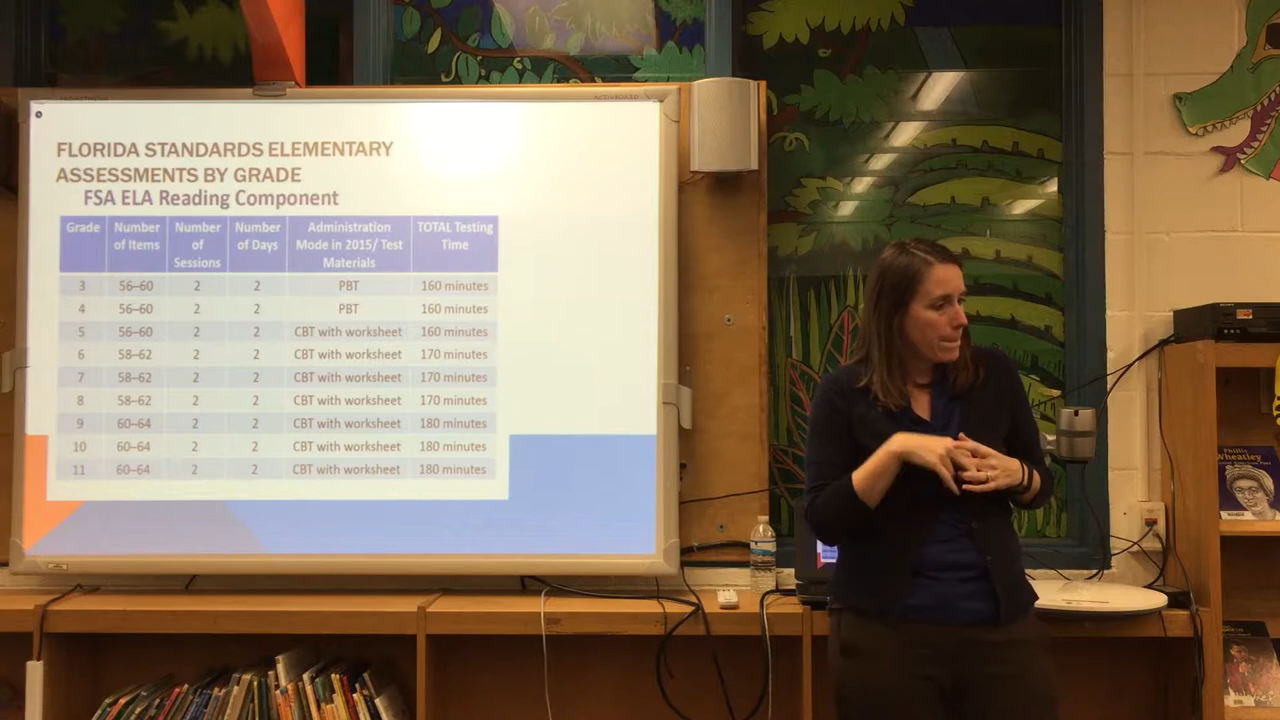 ACTIVBOARD
FLORIDA STANDARDS ELEMENTARY
ASSESSMENTS BY GRADE
FSA ELA Reading Component
Grade Number of Items Number of Sessions Number of Days Administration Mode in 2015/ Test Materials TOTAL Testing Time
3 56–60 2 2 PBT 160 minutes
4 56–60 2 2 PBT 160 minutes
5 56–60 2 2 CBT with worksheet 160 minutes
6 58–62 2 2 CBT with worksheet 170 minutes
7 58–62 2 2 CBT with worksheet 170 minutes
8 58–62 2 2 CBT with worksheet 170 minutes
9 60–64 2 2 CBT with worksheet 180 minutes
10 60–64 2 2 CBT with worksheet 180 minutes
11 60–64 2 2 CBT with worksheet 180 minutes
SONY
Phillis
Wheatley